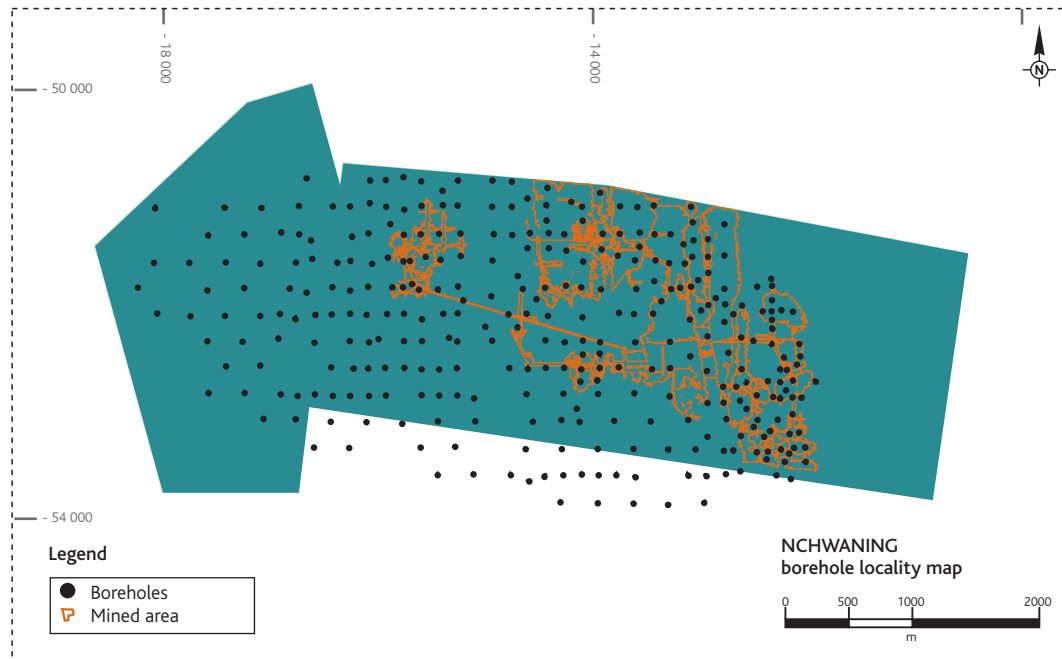 - 18 000
- 14 000
N
- 50 000
- 54 000
Legend
Boreholes
Mined area
NCHWANING
borehole locality map
0 500 1000 2000
m